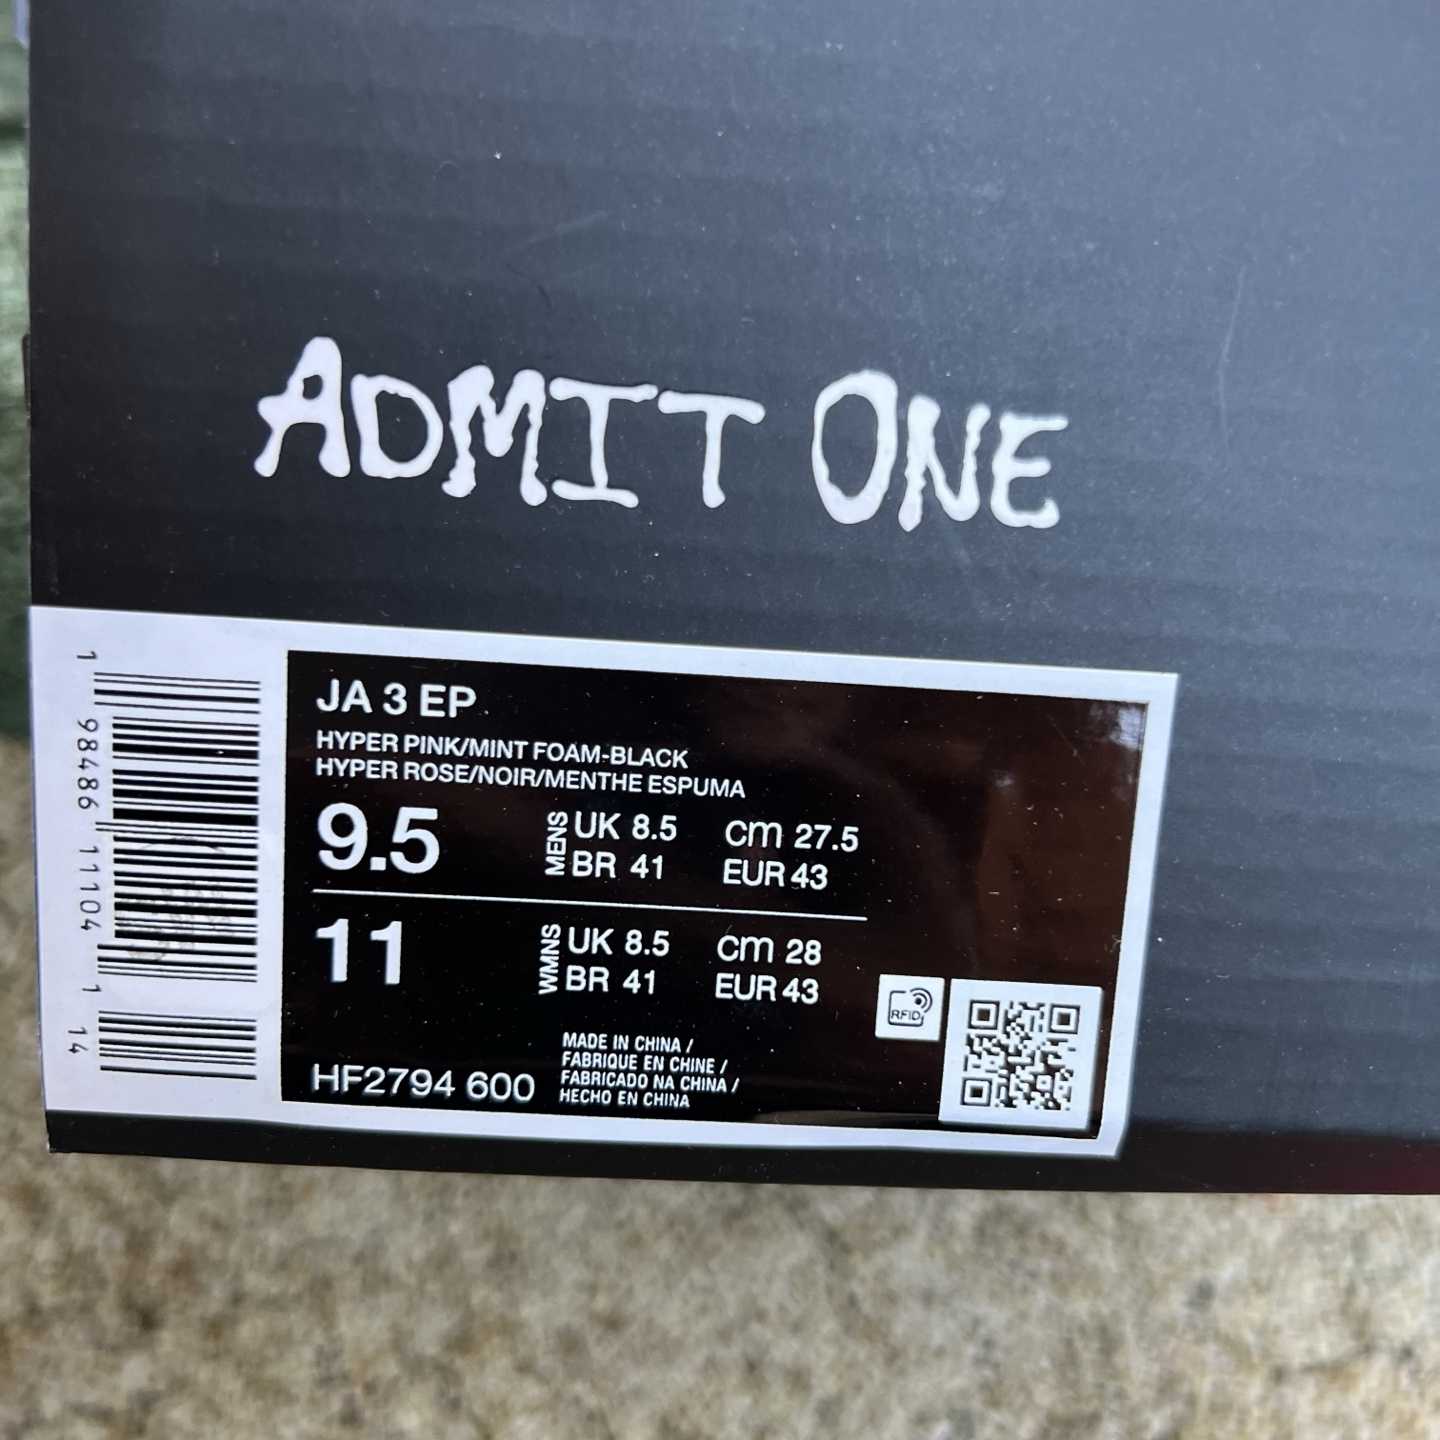 ADMIT ONE
JA 3 EP
HYPER PINK/MINT FOAM-BLACK
HYPER ROSE/NOIR/MENTHE ESPUMA
9.5 MENS UK 8.5 cm 27.5
BR 41 EUR 43
11 WMNS UK 8.5 cm 28
BR 41 EUR 43
RFID
HF2794 600
MADE IN CHINA /
FABRIQUE EN CHINE /
FABRICADO NA CHINA /
HECHO EN CHINA
1 98486 11104 1 14